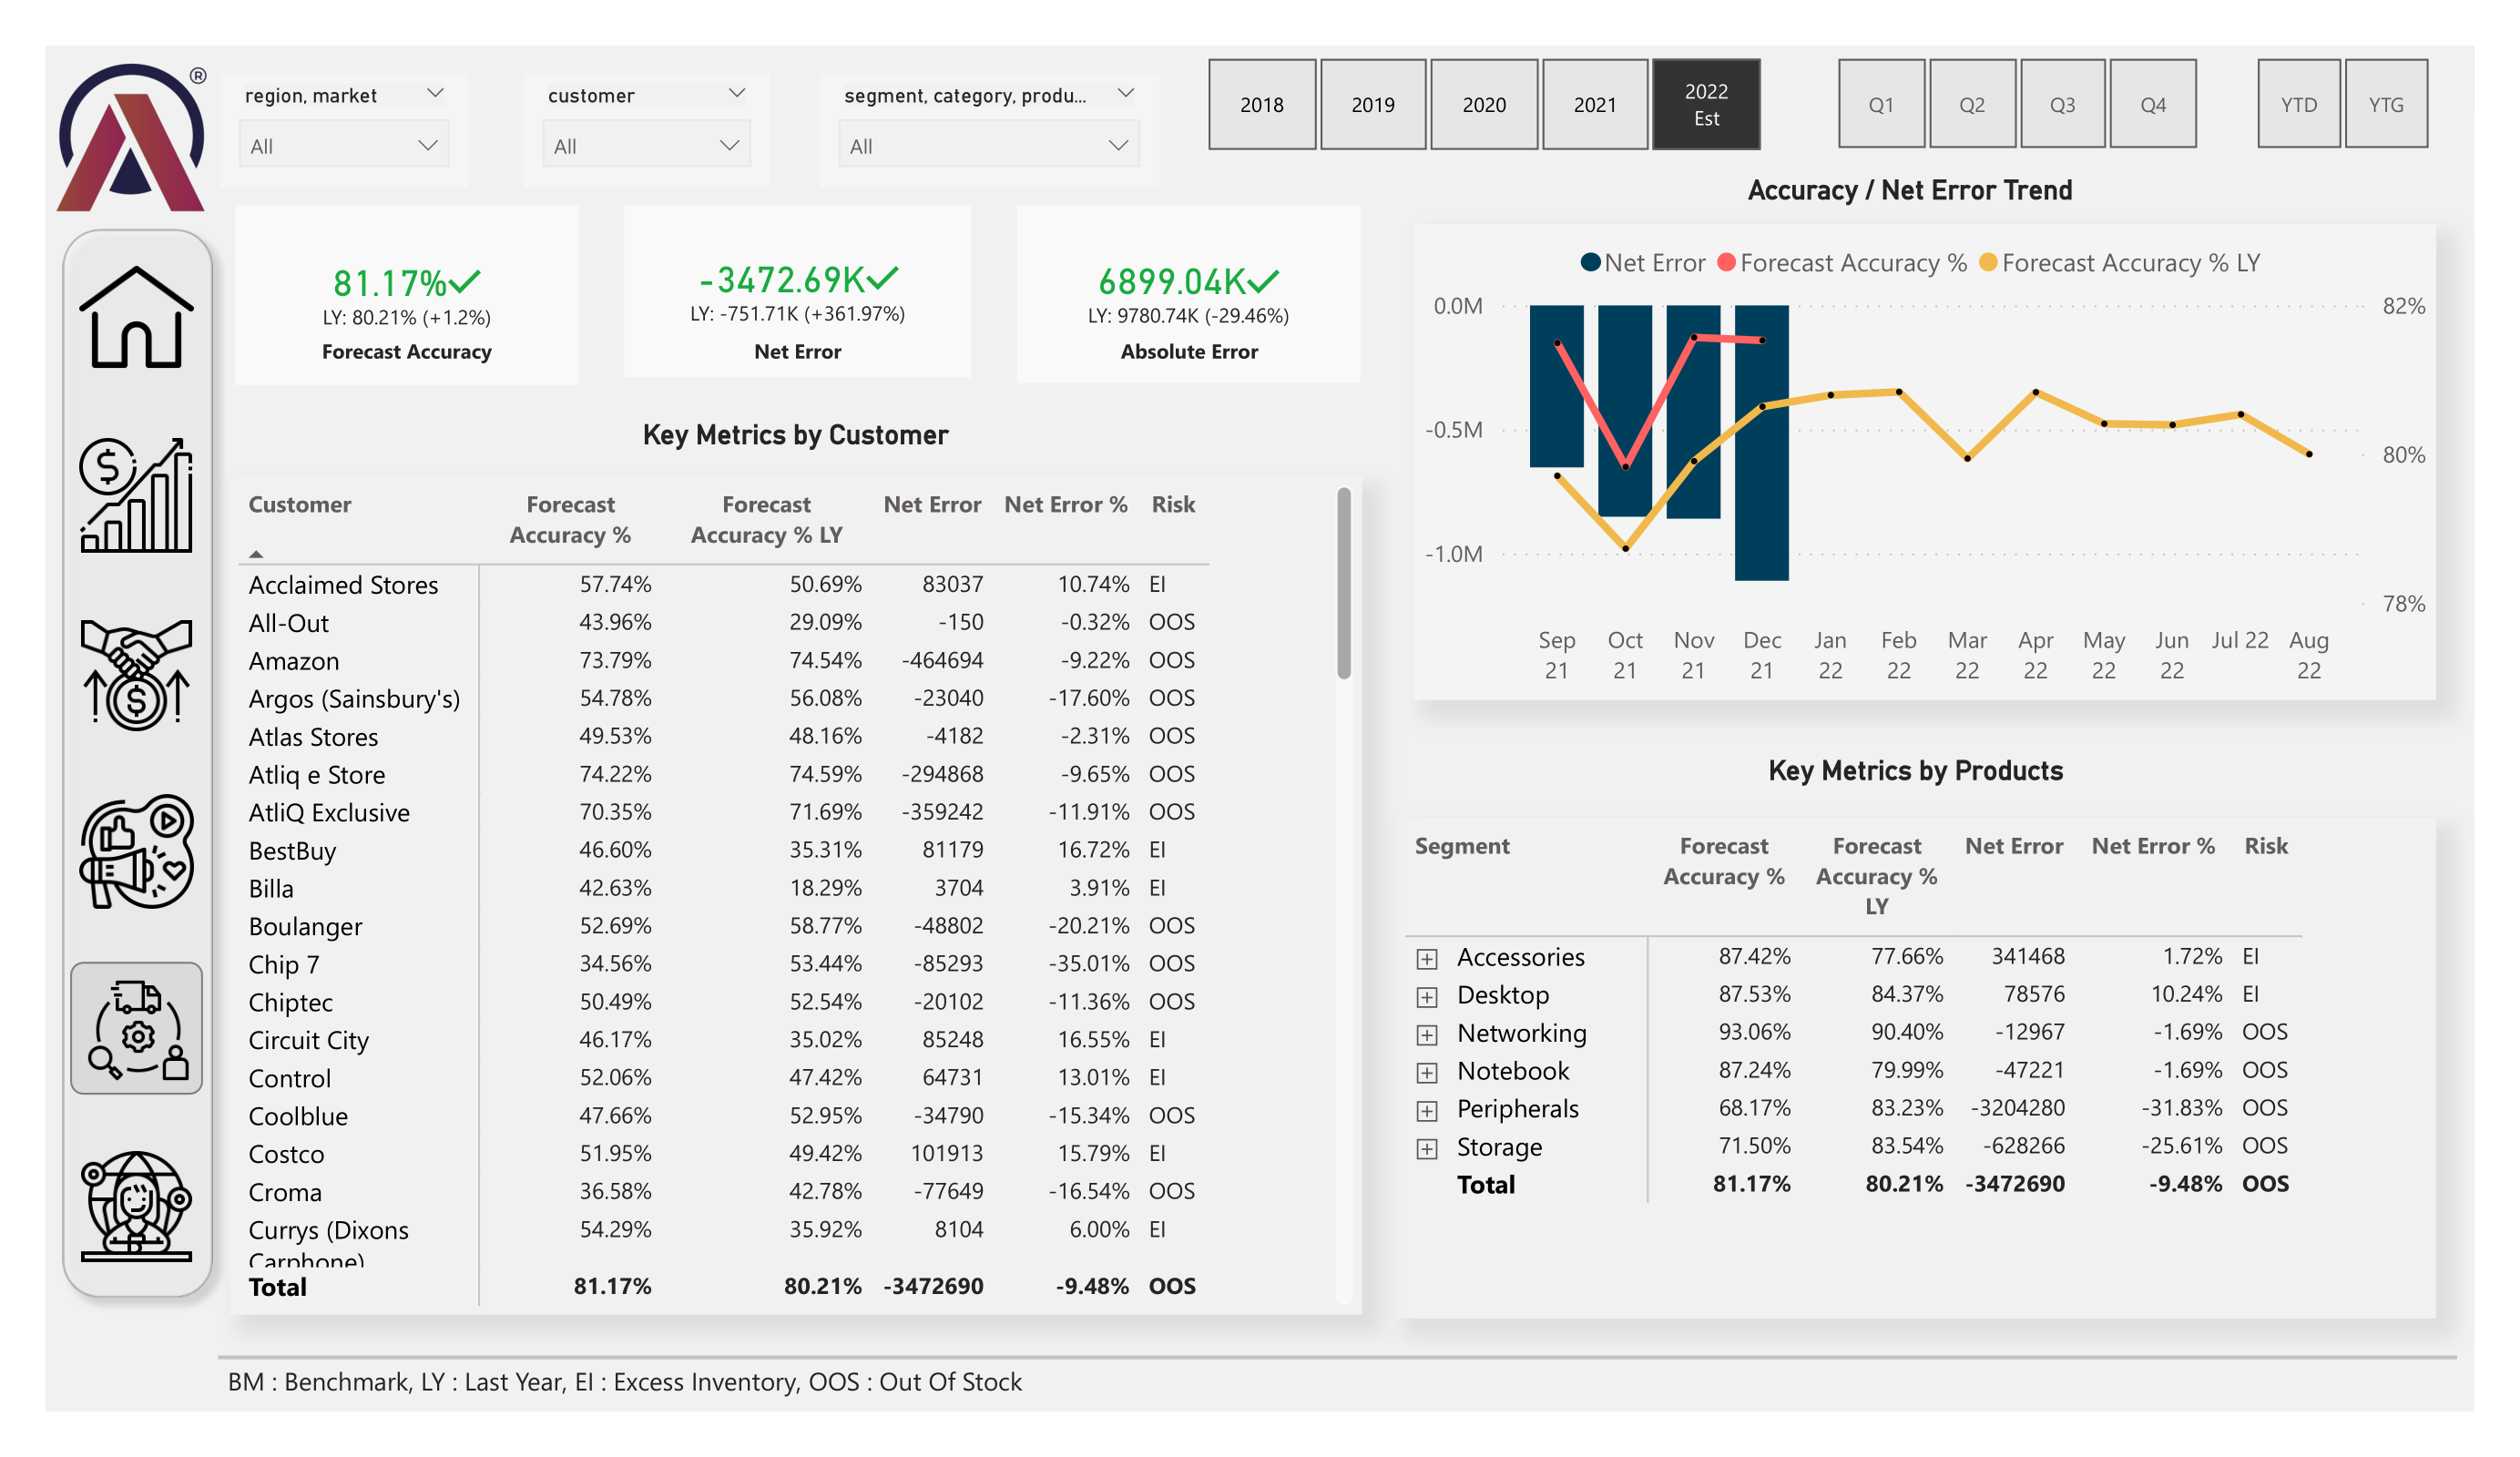 ®
region, market
All
customer
All
segment, category, produ...
All
2018
2019
2020
2021
2022
Est
Q1
Q2
Q3
Q4
YTD
YTG
81.17%
LY: 80.21% (+1.2%)
Forecast Accuracy
-3472.69K
LY: -751.71K (+361.97%)
Net Error
6899.04K
LY: 9780.74K (-29.46%)
Absolute Error
Accuracy / Net Error Trend
Net Error Forecast Accuracy % Forecast Accuracy % LY
0.0M
-0.5M
-1.0M
82%
80%
78%
Sep 21
Oct 21
Nov 21
Dec 21
Jan 22
Feb 22
Mar 22
Apr 22
May 22
Jun 22
Jul 22
Aug 22
Key Metrics by Customer
Customer Forecast Accuracy % Forecast Accuracy % LY Net Error Net Error % Risk
Acclaimed Stores 57.74% 50.69% 83037 10.74% EI
All-Out 43.96% 29.09% -150 -0.32% OOS
Amazon 73.79% 74.54% -464694 -9.22% OOS
Argos (Sainsbury's) 54.78% 56.08% -23040 -17.60% OOS
Atlas Stores 49.53% 48.16% -4182 -2.31% OOS
Atliq e Store 74.22% 74.59% -294868 -9.65% OOS
AtliQ Exclusive 70.35% 71.69% -359242 -11.91% OOS
BestBuy 46.60% 35.31% 81179 16.72% EI
Billa 42.63% 18.29% 3704 3.91% EI
Boulanger 52.69% 58.77% -48802 -20.21% OOS
Chip 7 34.56% 53.44% -85293 -35.01% OOS
Chiptec 50.49% 52.54% -20102 -11.36% OOS
Circuit City 46.17% 35.02% 85248 16.55% EI
Control 52.06% 47.42% 64731 13.01% EI
Coolblue 47.66% 52.95% -34790 -15.34% OOS
Costco 51.95% 49.42% 101913 15.79% EI
Croma 36.58% 42.78% -77649 -16.54% OOS
Currys (Dixons 54.29% 35.92% 8104 6.00% EI
Carphone)
Total 81.17% 80.21% -3472690 -9.48% OOS
Key Metrics by Products
Segment Forecast Accuracy % Forecast Accuracy % LY Net Error Net Error % Risk
Accessories 87.42% 77.66% 341468 1.72% EI
Desktop 87.53% 84.37% 78576 10.24% EI
Networking 93.06% 90.40% -12967 -1.69% OOS
Notebook 87.24% 79.99% -47221 -1.69% OOS
Peripherals 68.17% 83.23% -3204280 -31.83% OOS
Storage 71.50% 83.54% -628266 -25.61% OOS
Total 81.17% 80.21% -3472690 -9.48% OOS
BM : Benchmark, LY : Last Year, EI : Excess Inventory, OOS : Out Of Stock